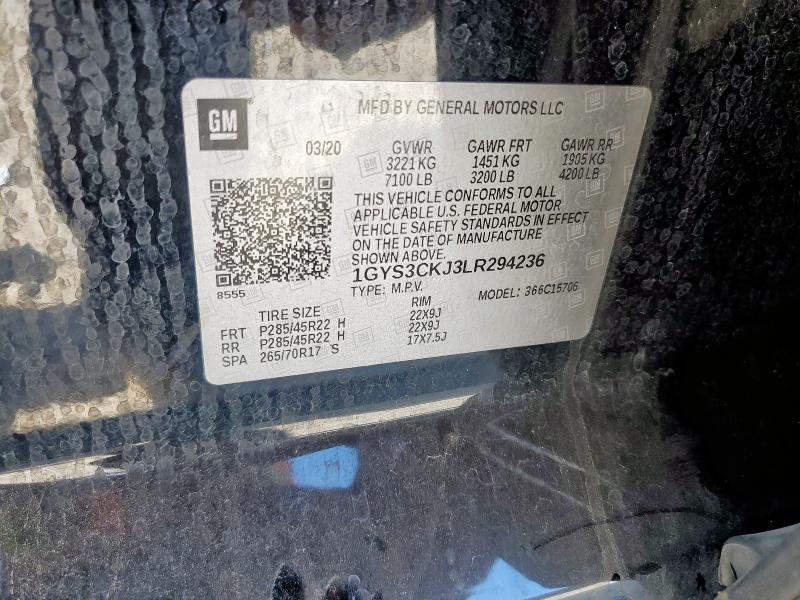 GM
MFD BY GENERAL MOTORS LLC
03/20 GVWR GAWR FRT GAWR RR
3221 KG 1451 KG 1905 KG
7100 LB 3200 LB 4200 LB
THIS VEHICLE CONFORMS TO ALL
APPLICABLE U.S. FEDERAL MOTOR
VEHICLE SAFETY STANDARDS IN EFFECT
ON THE DATE OF MANUFACTURE
SHOWN ABOVE.
1GYS3CKJ3LR294236
8555
TYPE: M.P.V. MODEL: 366C15706
TIRE SIZE RIM
FRT P285/45R22 H 22X9J
RR P285/45R22 H 22X9J
SPA 265/70R17 S 17X7.5J